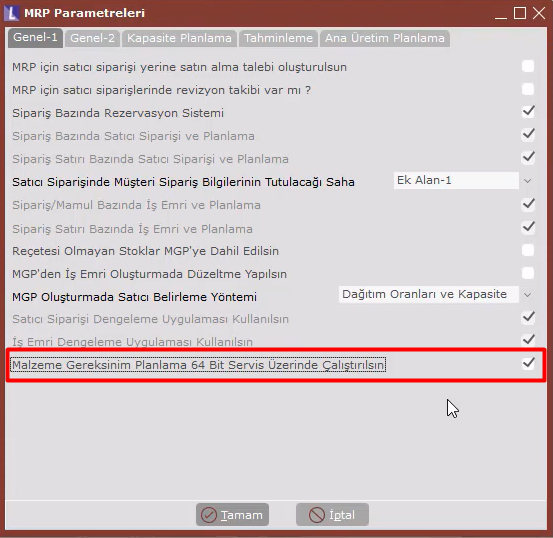 MRP Parametreleri
Genel-1 Genel-2 Kapasite Planlama Tahminleme Ana Üretim Planlama
MRP için satıcı siparişi yerine satın alma talebi oluşturulsun
MRP için satıcı siparişlerinde revizyon takibi var mı ?
Sipariş Bazında Rezervasyon Sistemi
Sipariş Bazında Satıcı Siparişi ve Planlama
Sipariş Satırı Bazında Satıcı Siparişi ve Planlama
Satıcı Siparişinde Müşteri Sipariş Bilgilerinin Tutulacağı Saha Ek Alan-1
Sipariş/Mamul Bazında İş Emri ve Planlama
Sipariş Satırı Bazında İş Emri ve Planlama
Reçetesi Olmayan Stoklar MGP'ye Dahil Edilsin
MGP'den İş Emri Oluşturmada Düzeltme Yapılsın
MGP Oluşturmada Satıcı Belirleme Yöntemi Dağıtım Oranları ve Kapasite
Satıcı Siparişi Dengeleme Uygulaması Kullanılsın
İş Emri Dengeleme Uygulaması Kullanılsın
Malzeme Gereksinim Planlama 64 Bit Servis Üzerinde Çalıştırılsın
Tamam İptal